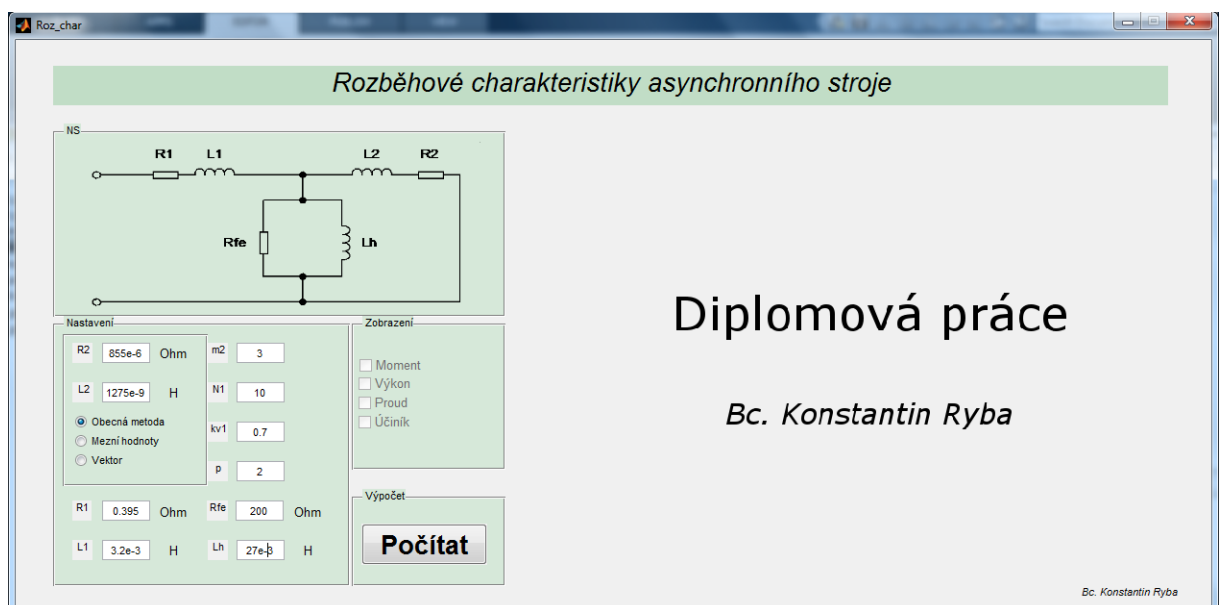 Roz_char
Rozběhové charakteristiky asynchronního stroje
NS
R1 L1 L2 R2
Rfe Lh
Nastavení
R2 855e-6 Ohm m2 3
L2 1275e-9 H N1 10
Obecná metoda
Mezní hodnoty
Vektor
kv1 0.7
p 2
R1 0.395 Ohm Rfe 200 Ohm
L1 3.2e-3 H Lh 27e-3 H
Zobrazení
Moment
Výkon
Proud
Účiník
Výpočet
Počítat
Diplomová práce
Bc. Konstantin Ryba
Bc. Konstantin Ryba